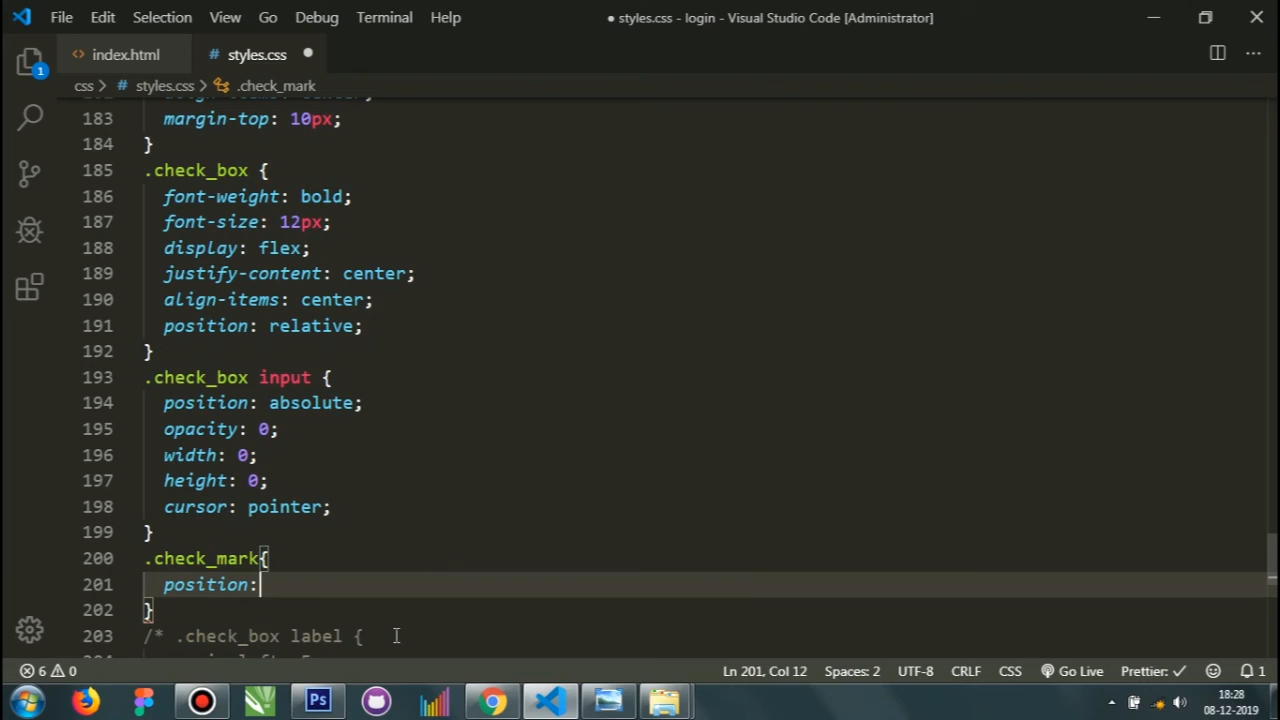 File Edit Selection View Go Debug Terminal Help
● styles.css - login - Visual Studio Code [Administrator]
<> index.html # styles.css ●
css > # styles.css > .check_mark
183 margin-top: 10px;
184 }
185 .check_box {
186 font-weight: bold;
187 font-size: 12px;
188 display: flex;
189 justify-content: center;
190 align-items: center;
191 position: relative;
192 }
193 .check_box input {
194 position: absolute;
195 opacity: 0;
196 width: 0;
197 height: 0;
198 cursor: pointer;
199 }
200 .check_mark{
201 position:
202 }
203 /* .check_box label {
6 0 Ln 201, Col 12 Spaces: 2 UTF-8 CRLF CSS Go Live Prettier: ✓ 1
1
Ps
18:28
08-12-2019